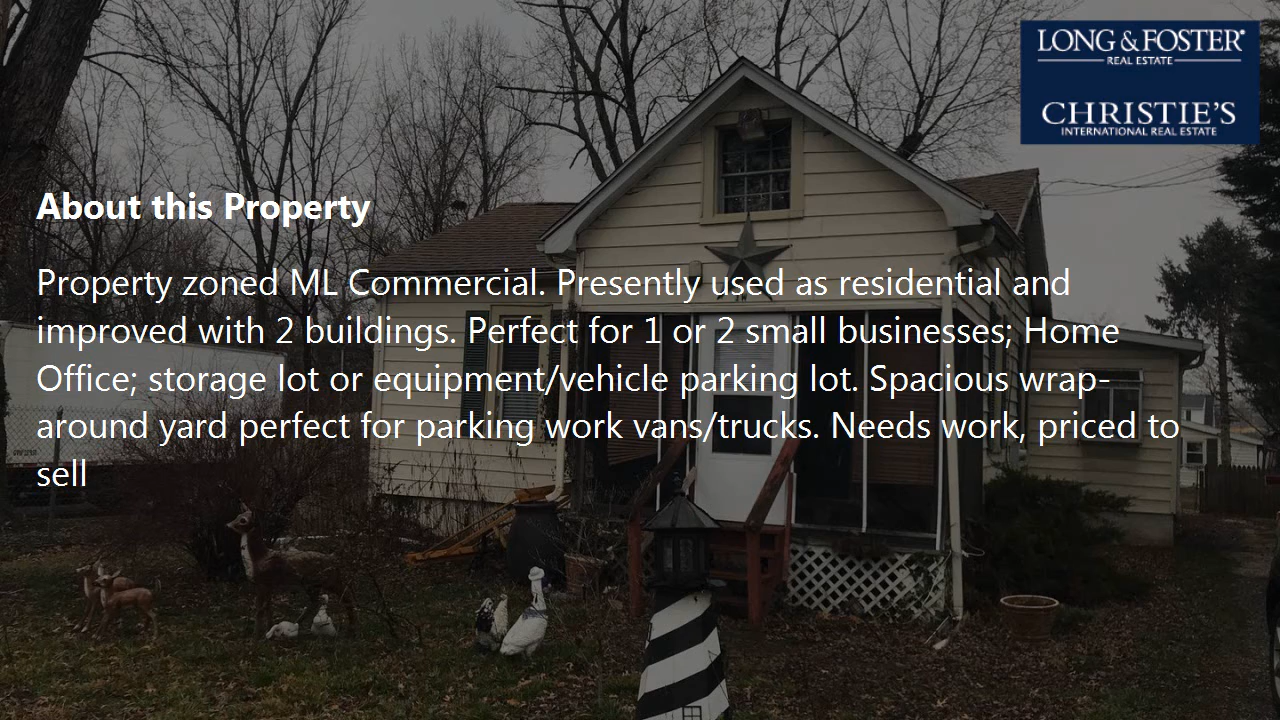 LONG & FOSTER®
REAL ESTATE
CHRISTIE'S
INTERNATIONAL REAL ESTATE
About this Property
Property zoned ML Commercial. Presently used as residential and
improved with 2 buildings. Perfect for 1 or 2 small businesses; Home
Office; storage lot or equipment/vehicle parking lot. Spacious wrap-
around yard perfect for parking work vans/trucks. Needs work, priced to
sell